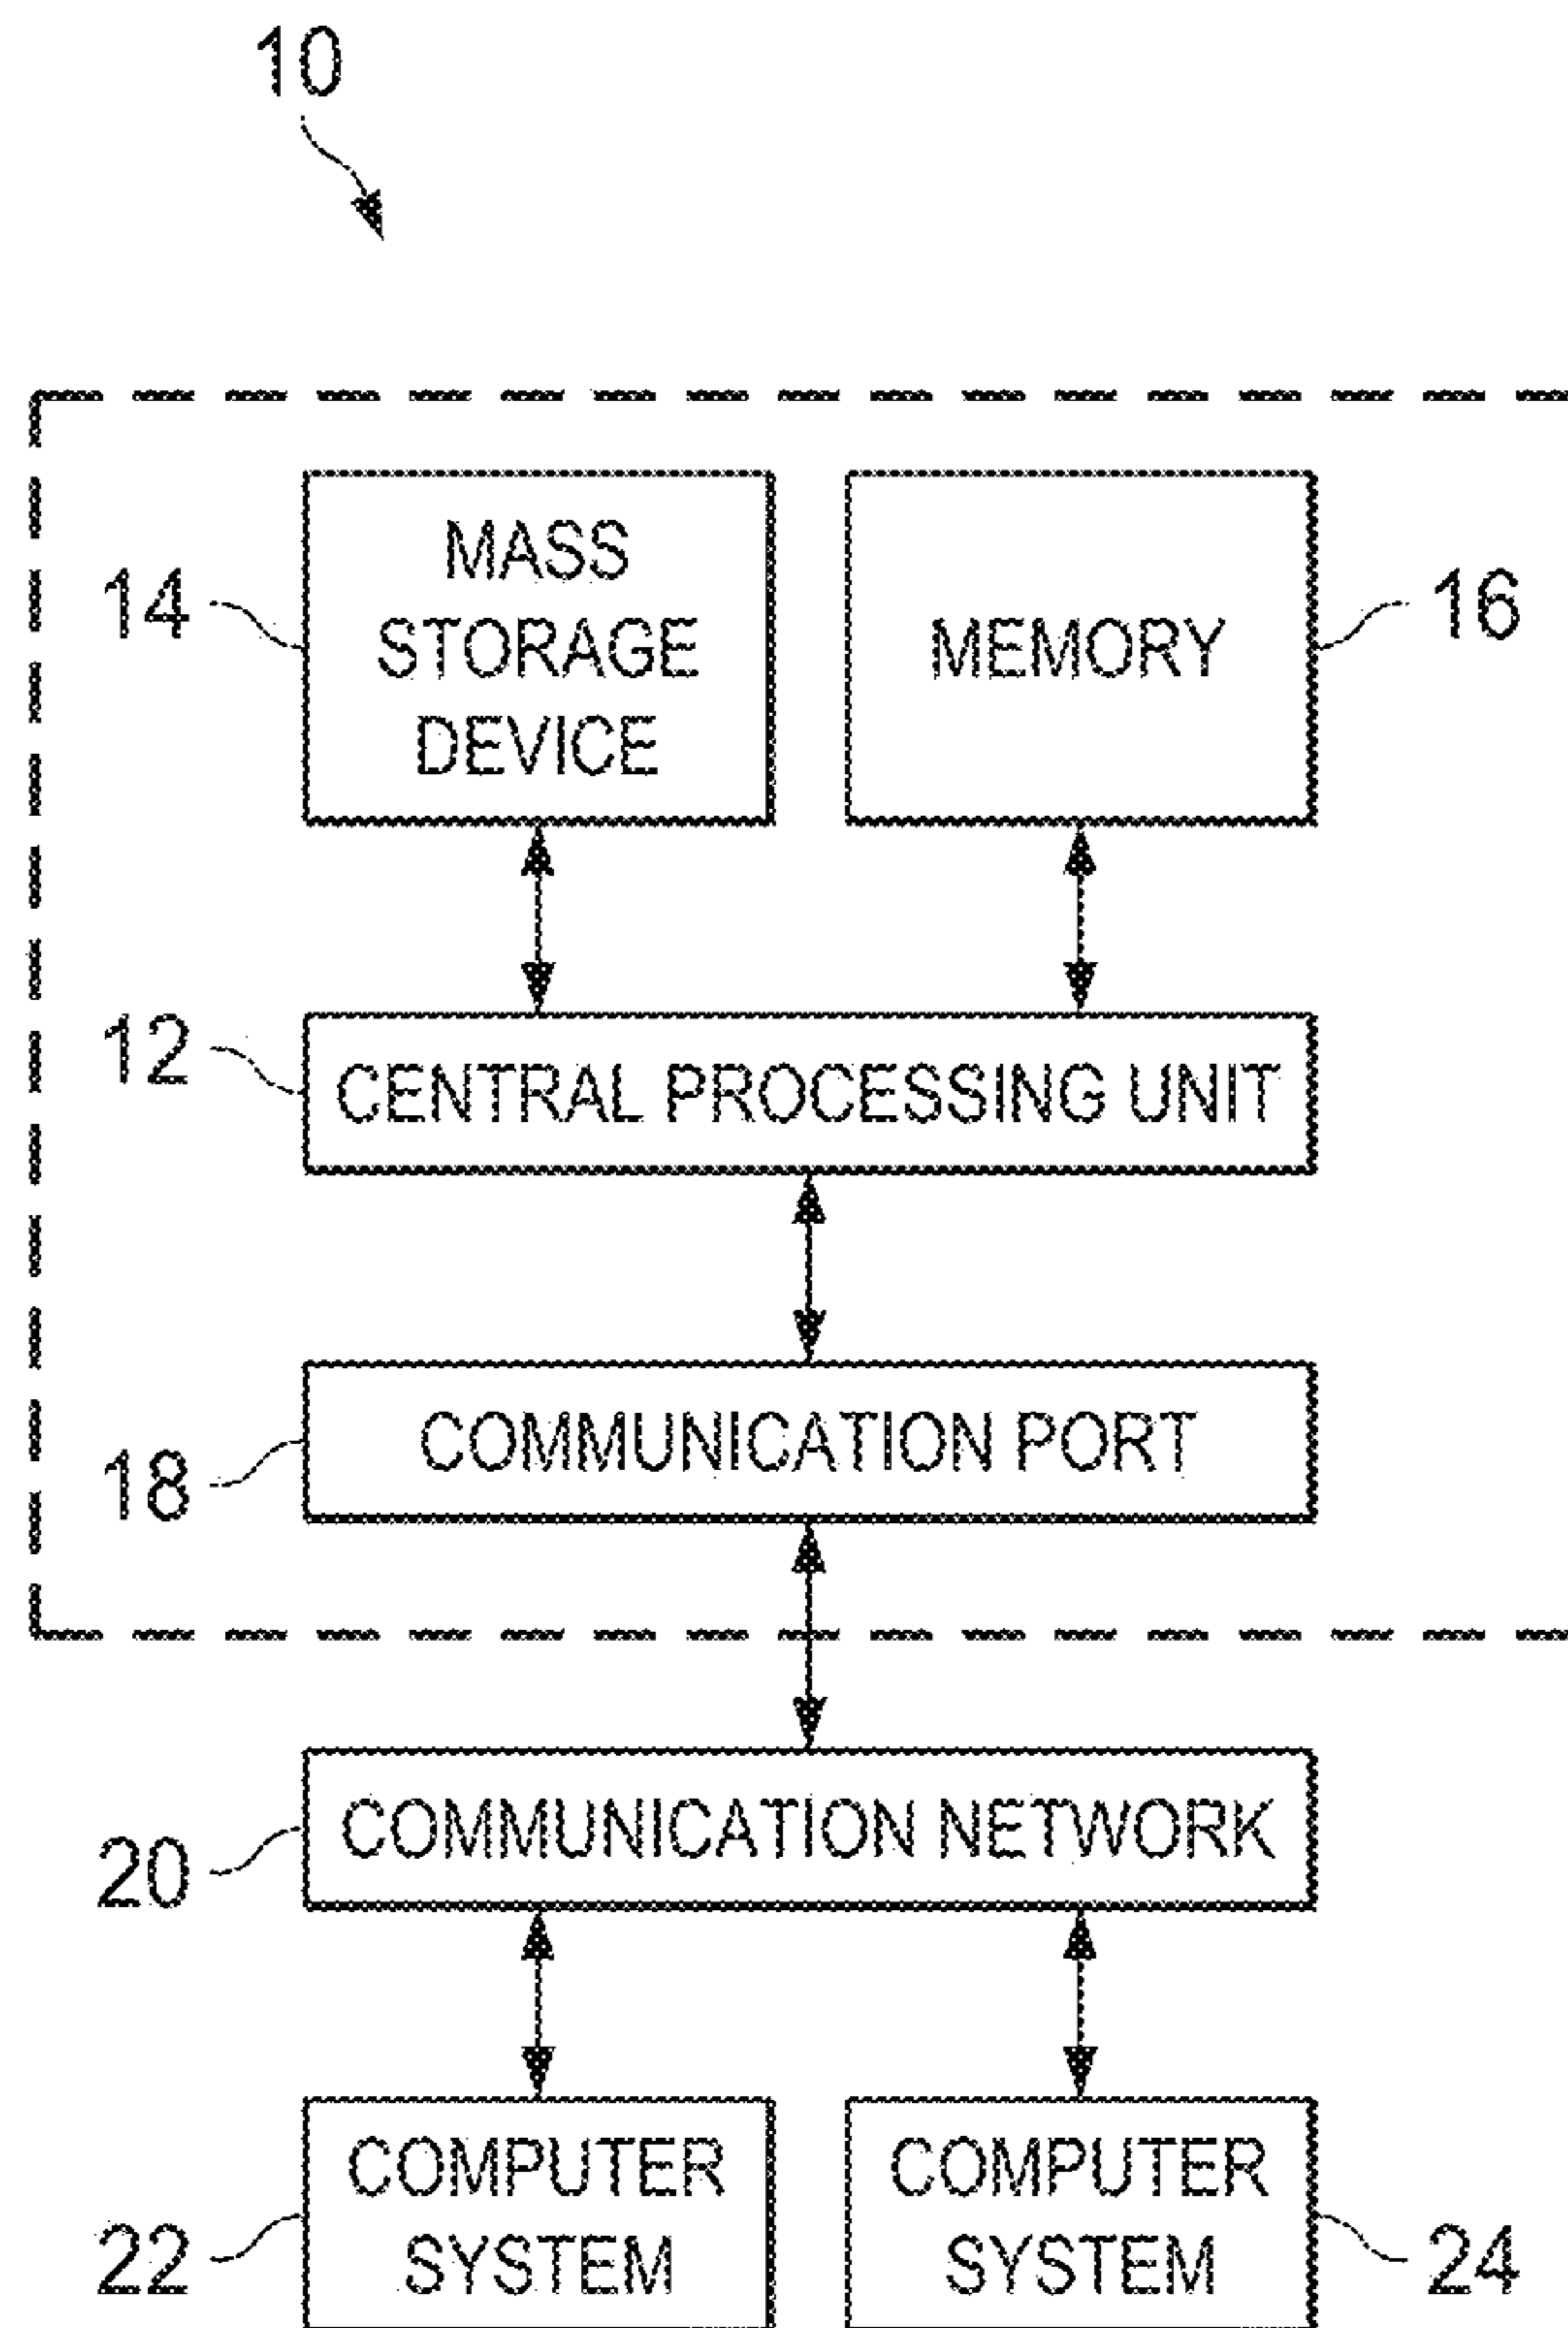 10
MASS
STORAGE
DEVICE
14
MEMORY
16
12
CENTRAL PROCESSING UNIT
COMMUNICATION PORT
18
COMMUNICATION NETWORK
20
COMPUTER
SYSTEM
22
COMPUTER
SYSTEM
24